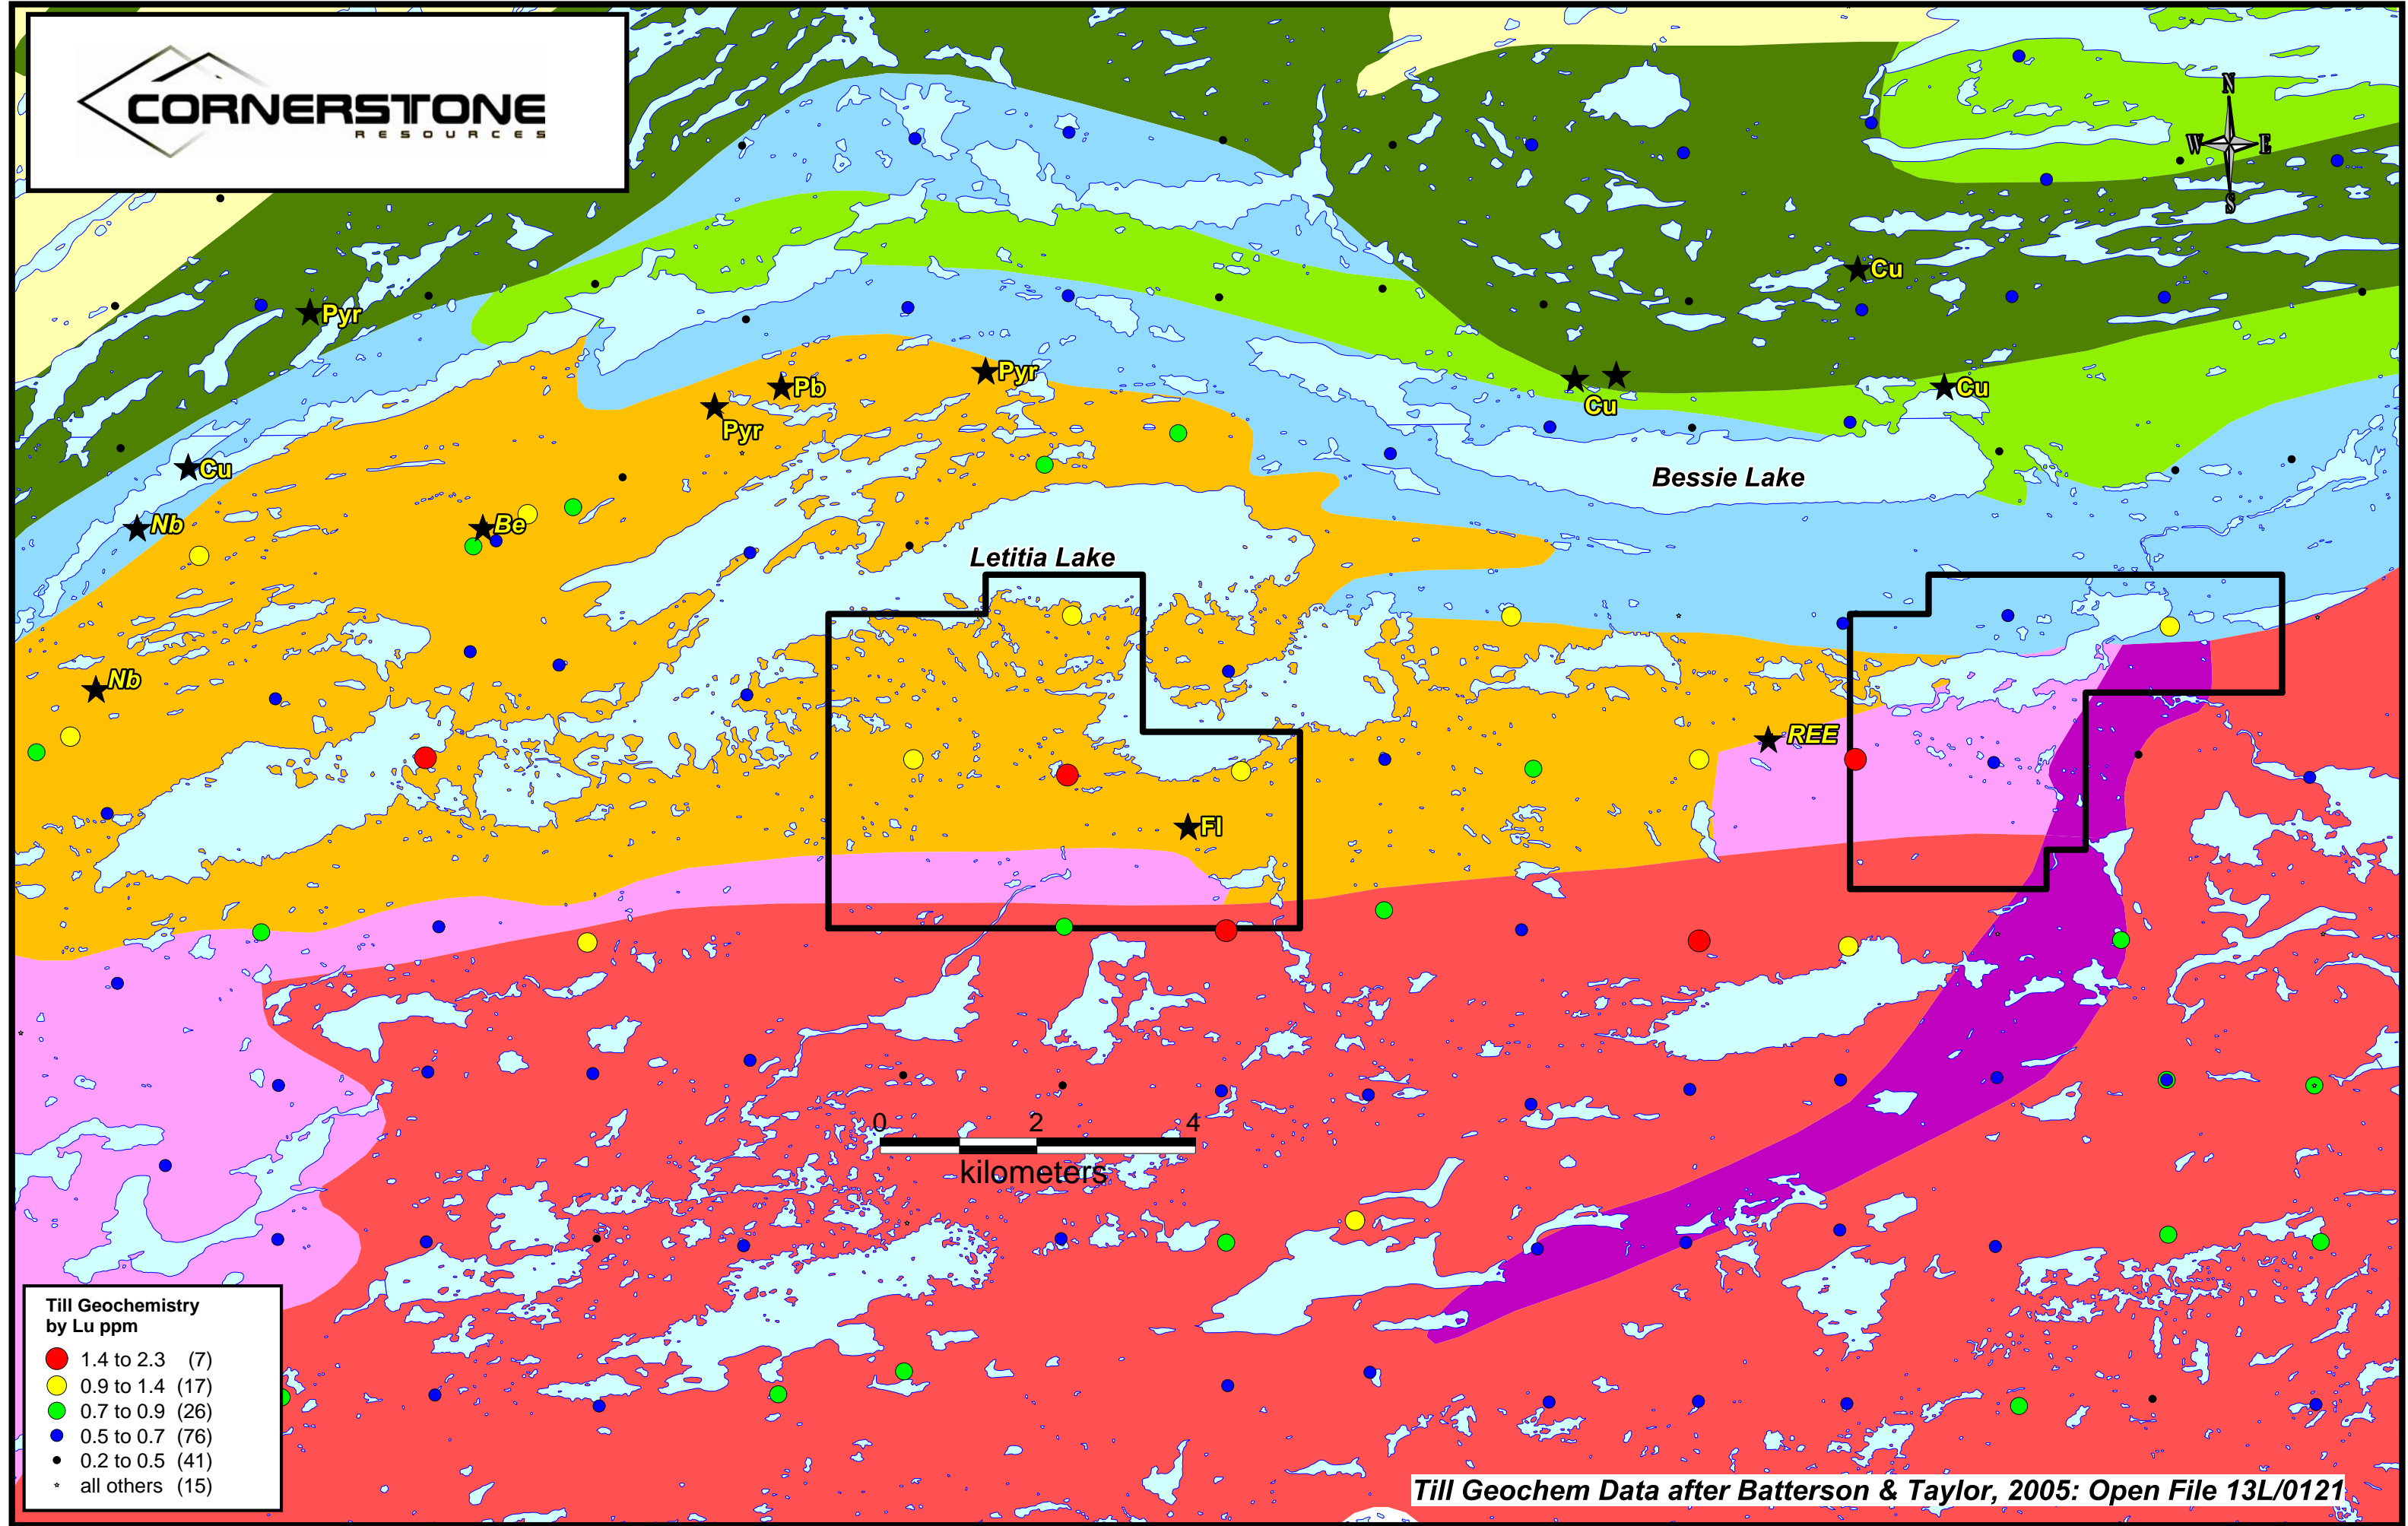 CORNERSTONE
RESOURCES
N
W E
S
Cu
Pyr
Pyr
Pb
Cu
Cu
Pyr
Cu
Bessie Lake
Nb
Be
Letitia Lake
Nb
REE
Fl
0 2 4
kilometers
Till Geochemistry
by Lu ppm
1.4 to 2.3 (7)
0.9 to 1.4 (17)
0.7 to 0.9 (26)
0.5 to 0.7 (76)
0.2 to 0.5 (41)
all others (15)
Till Geochem Data after Batterson & Taylor, 2005: Open File 13L/0121